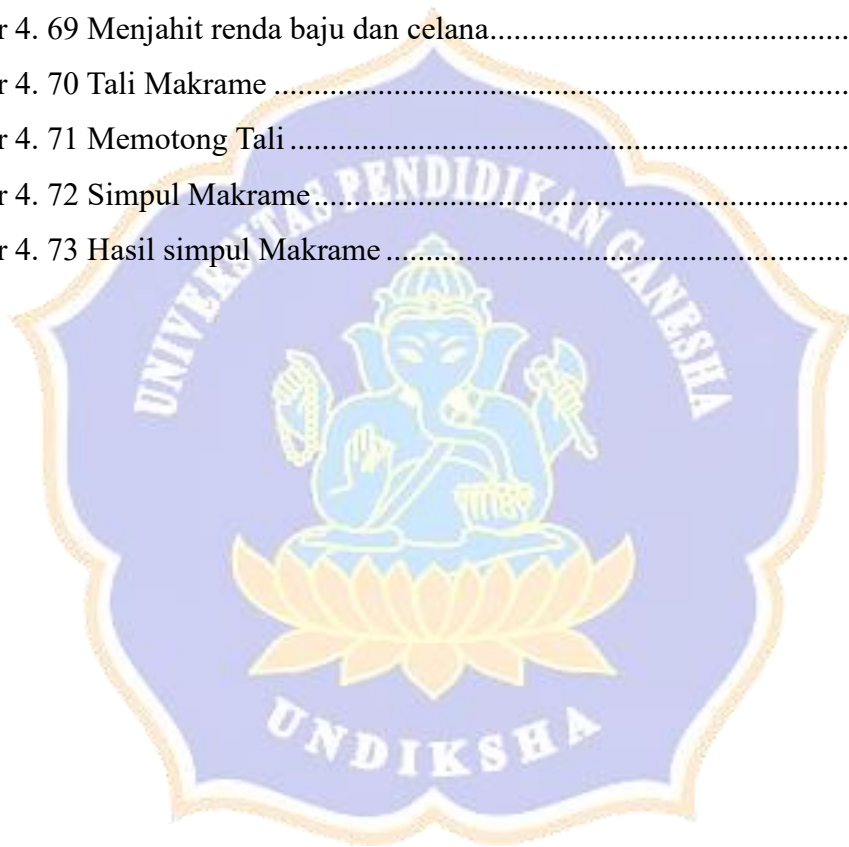 r 4. 69 Menjahit renda baju dan celana.............................................
r 4. 70 Tali Makrame ........................................................................
r 4. 71 Memotong Tali ......................................................................
r 4. 72 Simpul Makrame...................................................................
r 4. 73 Hasil simpul Makrame ..........................................................
UNIVERSITAS PENDIDIKAN GANESHA
UNDIKSHA